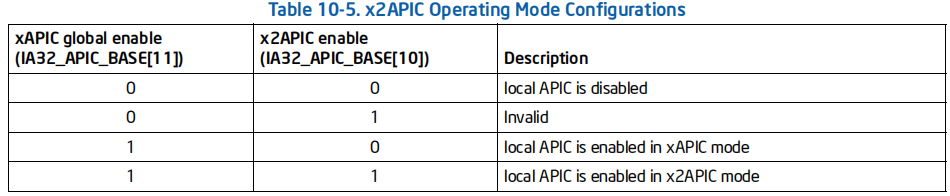 Table 10-5. x2APIC Operating Mode Configurations
xAPIC global enable x2APIC enable
(IA32_APIC_BASE[11]) (IA32_APIC_BASE[10]) Description
0 0 local APIC is disabled
0 1 Invalid
1 0 local APIC is enabled in xAPIC mode
1 1 local APIC is enabled in x2APIC mode